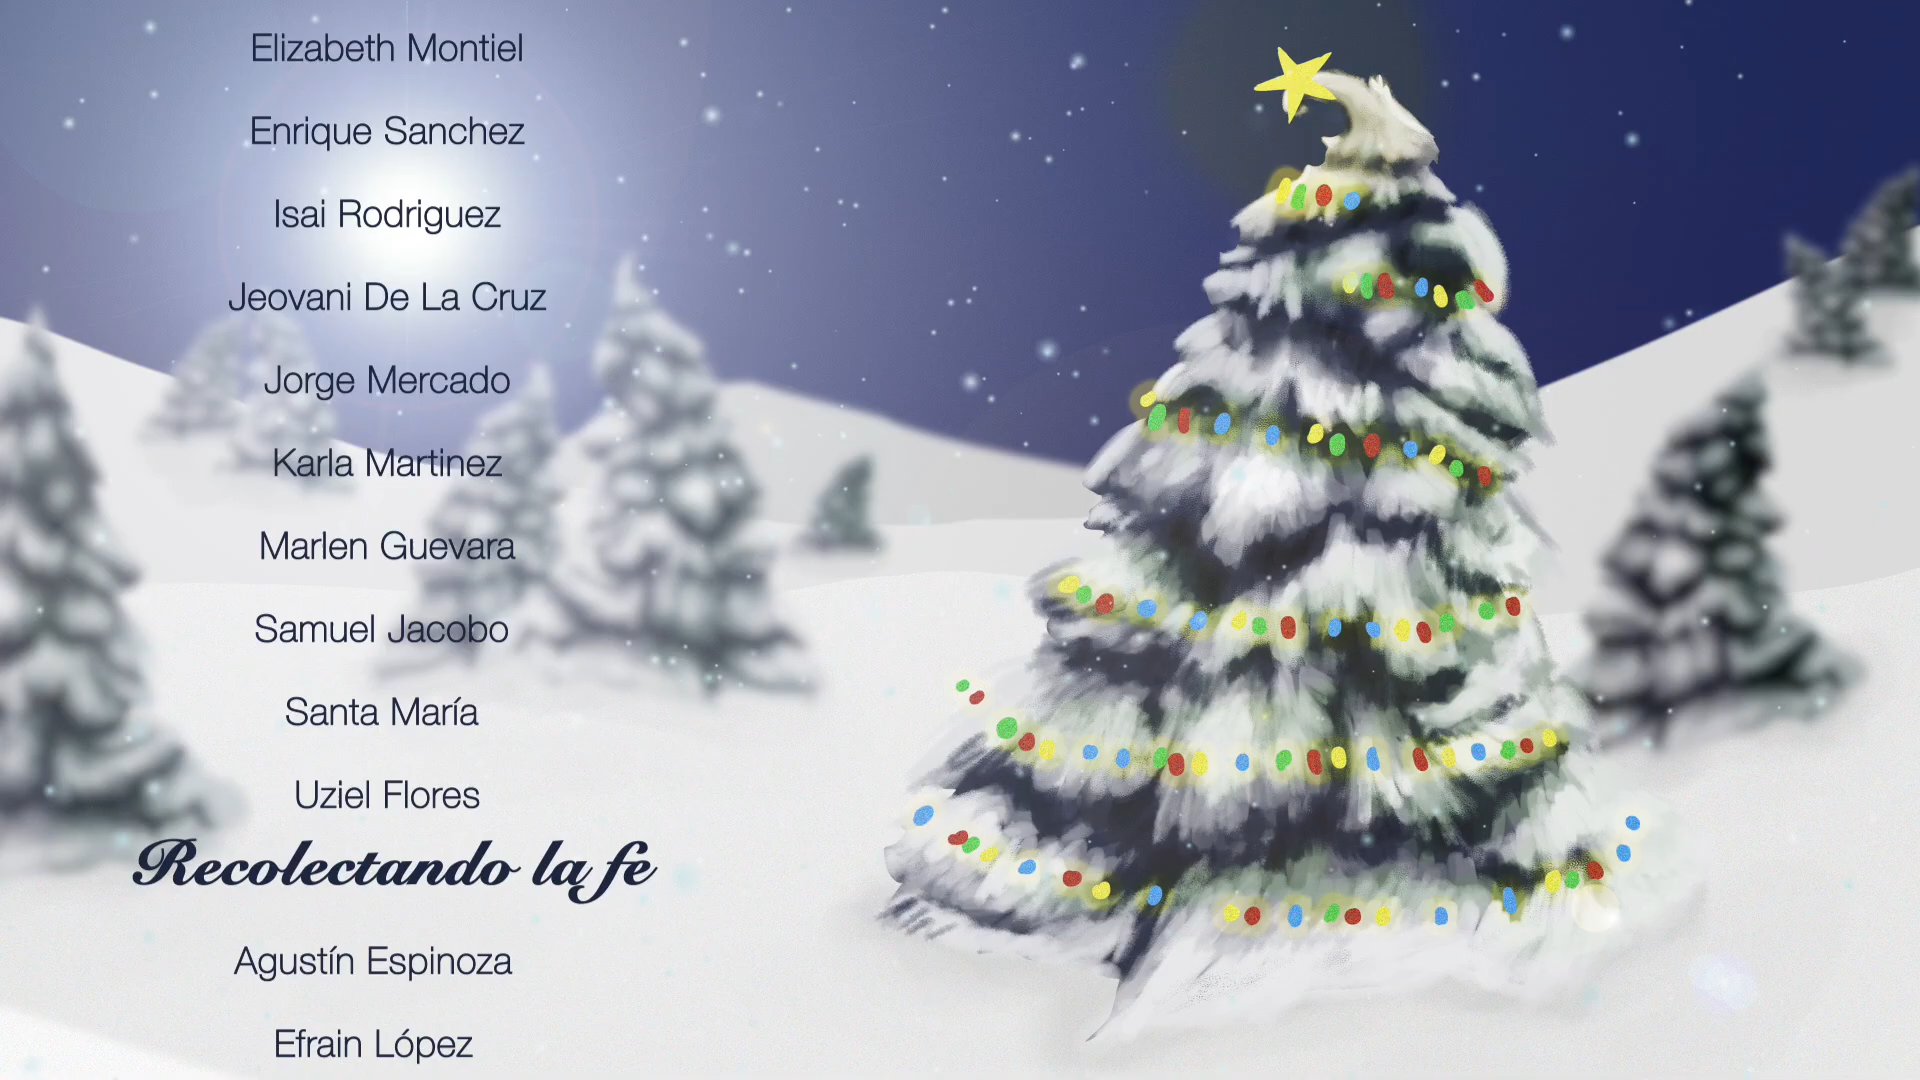 Elizabeth Montiel
Enrique Sanchez
Isai Rodriguez
Jeovani De La Cruz
Jorge Mercado
Karla Martinez
Marlen Guevara
Samuel Jacobo
Santa María
Uziel Flores
Recolectando la fe
Agustín Espinoza
Efrain López